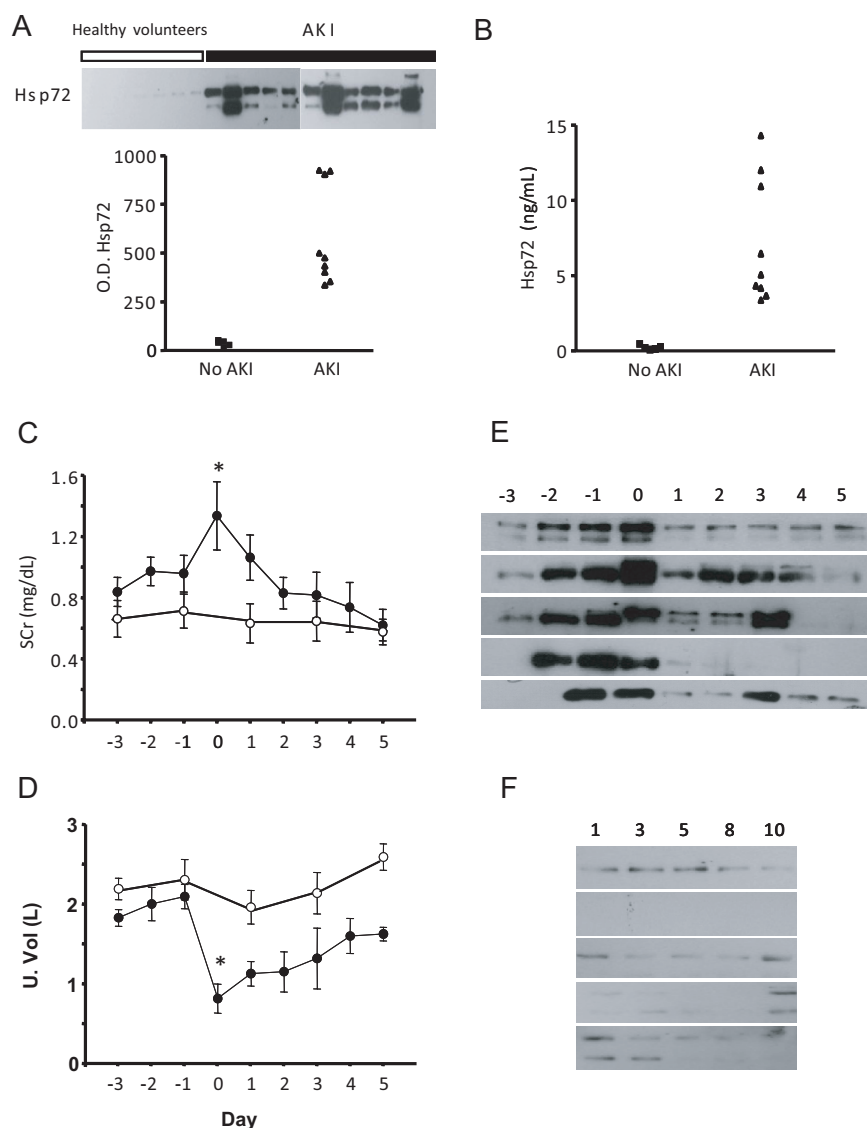 A
Healthy volunteers
AKI
Hsp72
1000
750
500
250
0
O.D. Hsp72
No AKI
AKI
B
15
10
5
0
Hsp72 (ng/mL)
No AKI
AKI
C
1.6
1.2
0.8
0.4
0.0
SCr (mg/dL)
*
-3 -2 -1 0 1 2 3 4 5
D
3
2
1
0
U. Vol (L)
*
-3 -2 -1 0 1 2 3 4 5
Day
E
-3 -2 -1 0 1 2 3 4 5
F
1 3 5 8 10